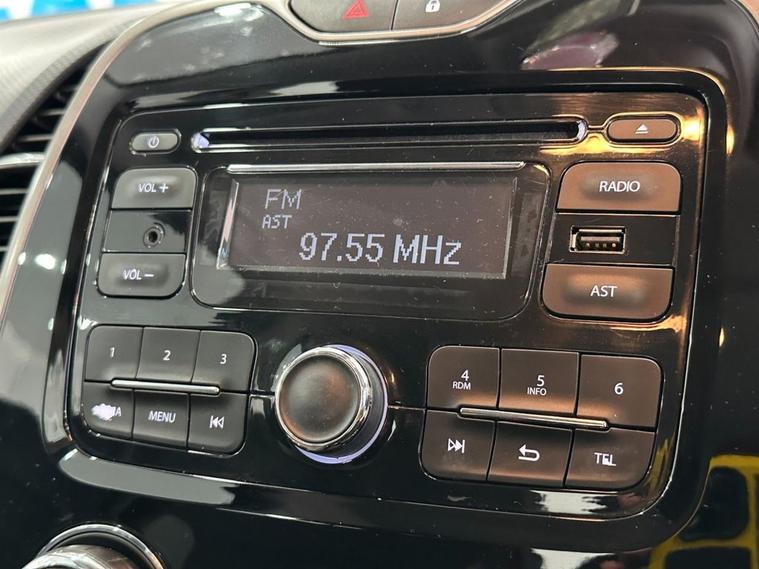 VOL +
FM
AST
97.55 MHz
RADIO
VOL −
AST
1
2
3
4
RDM
5
INFO
6
MENU
TEL